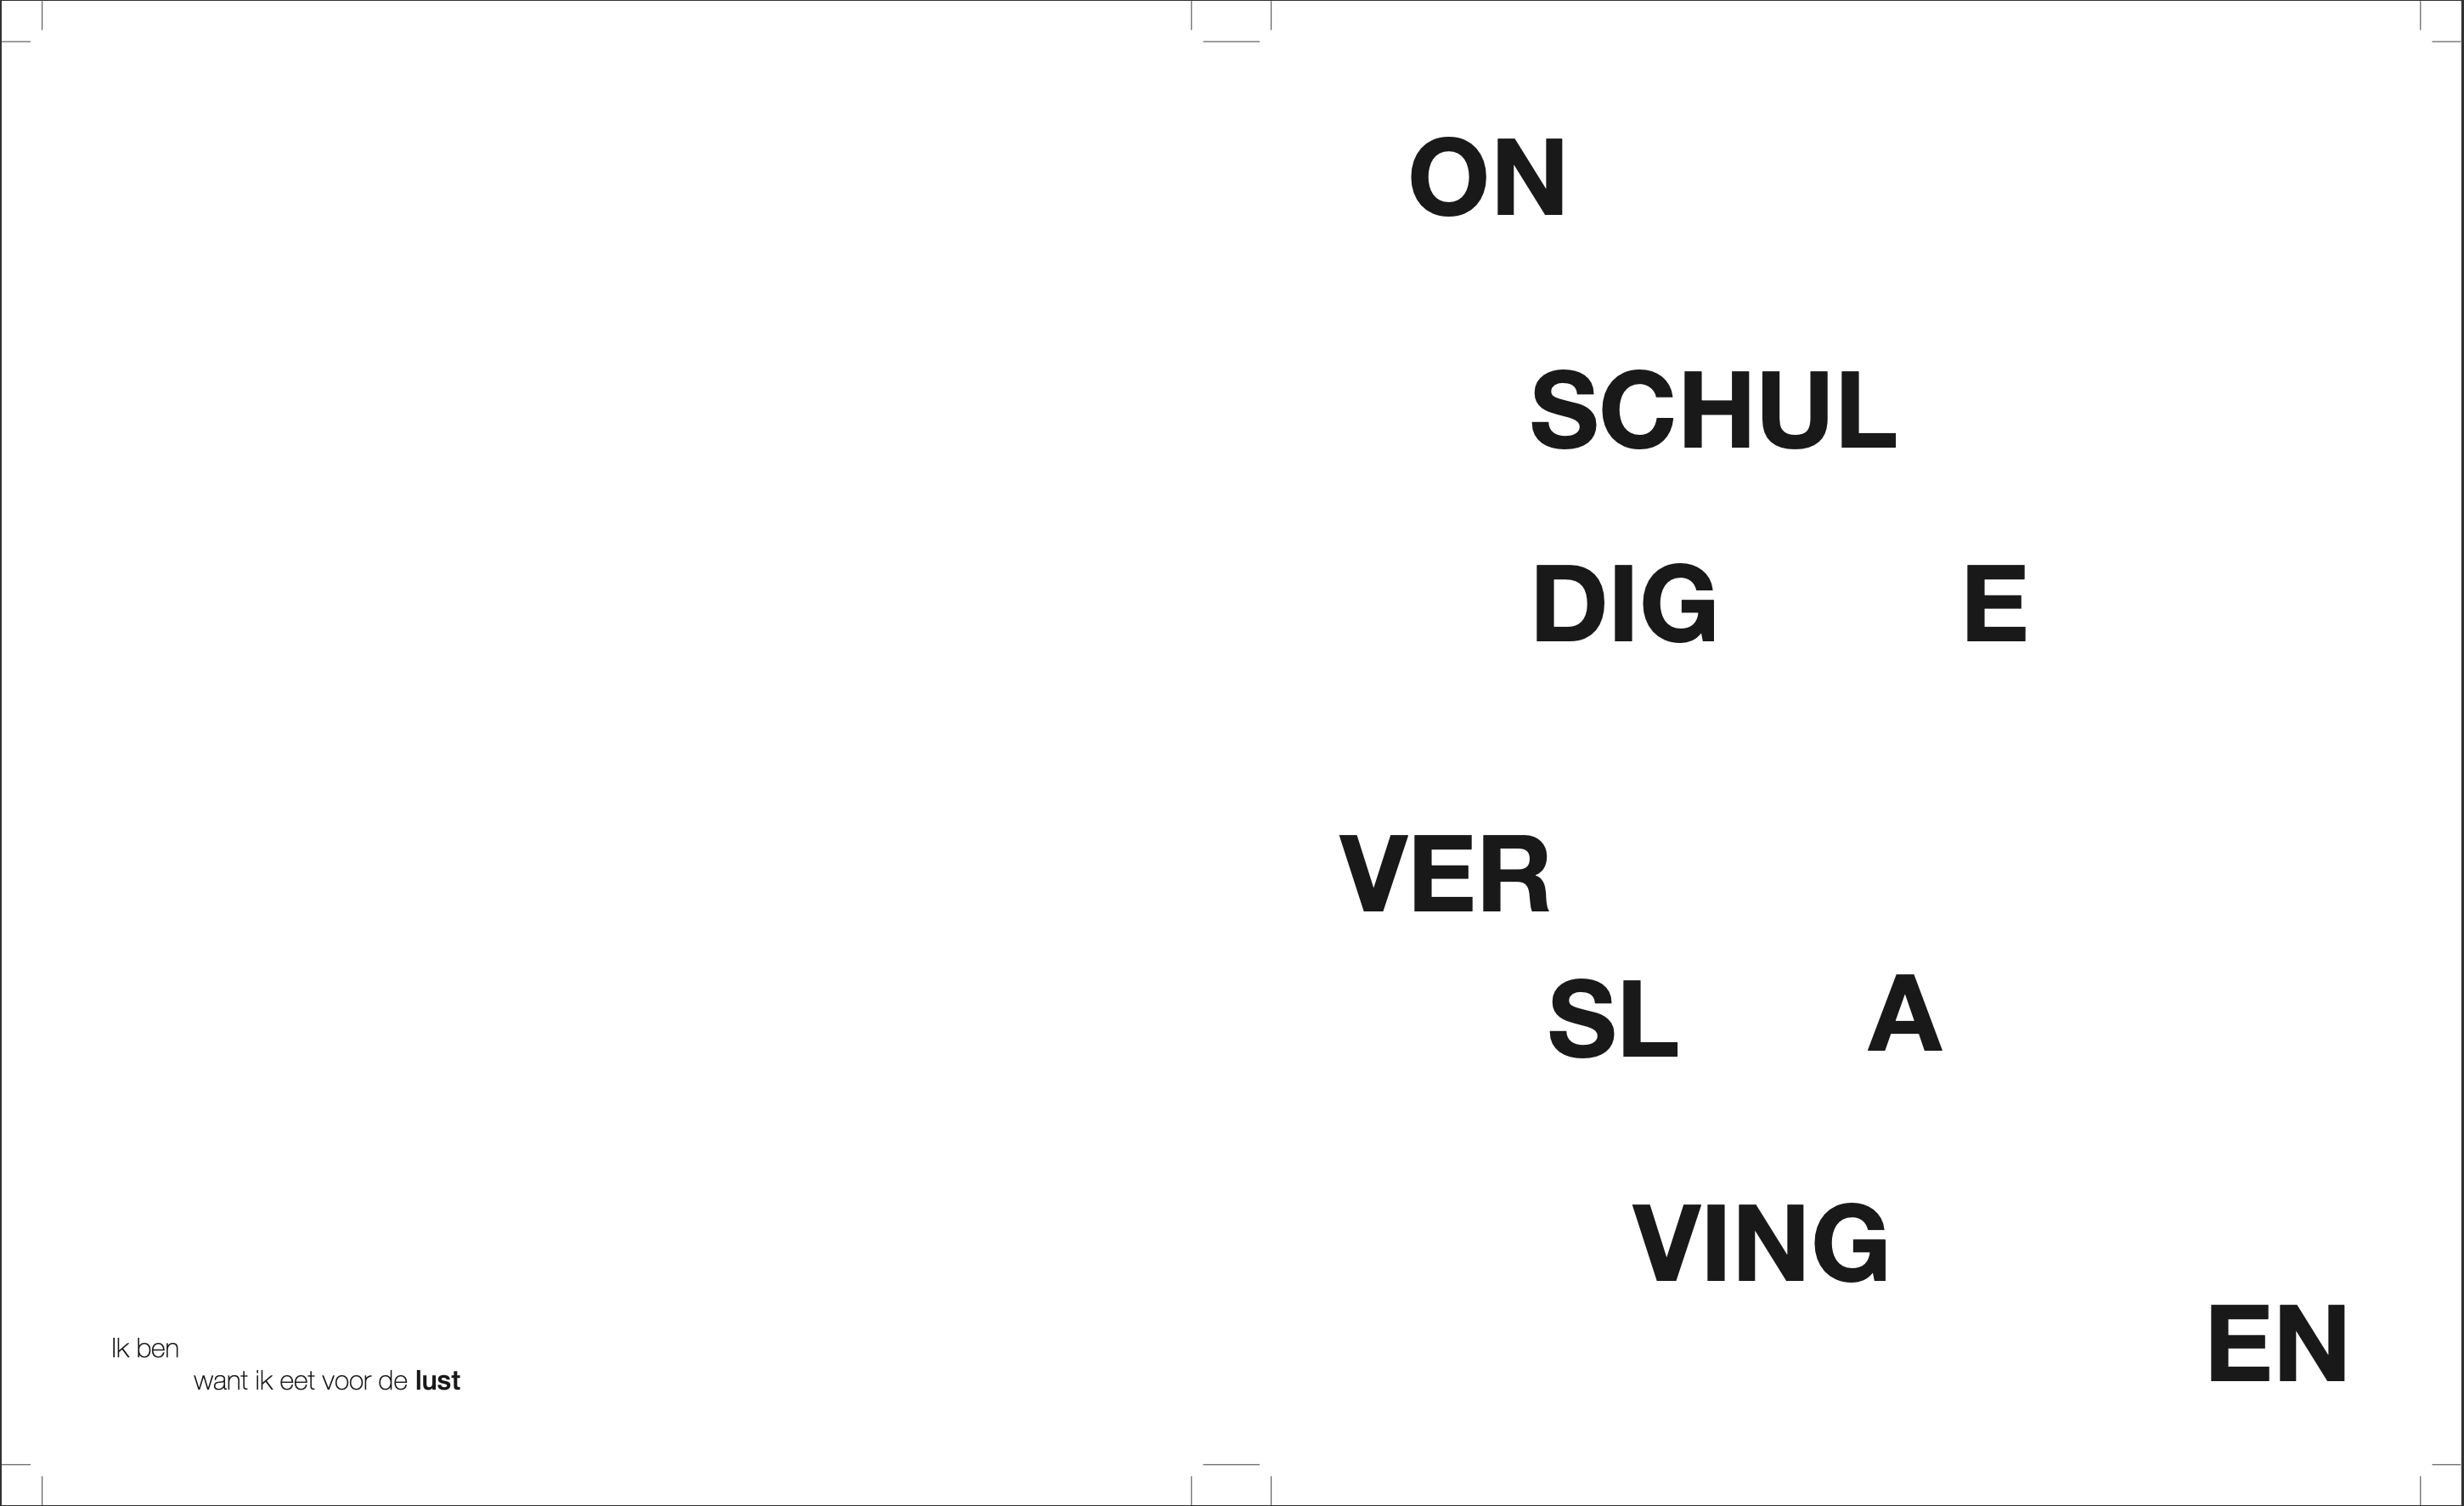 Ik ben
want ik eet voor de lust
ON
SCHUL
DIG E
VER
SL A
VING
EN